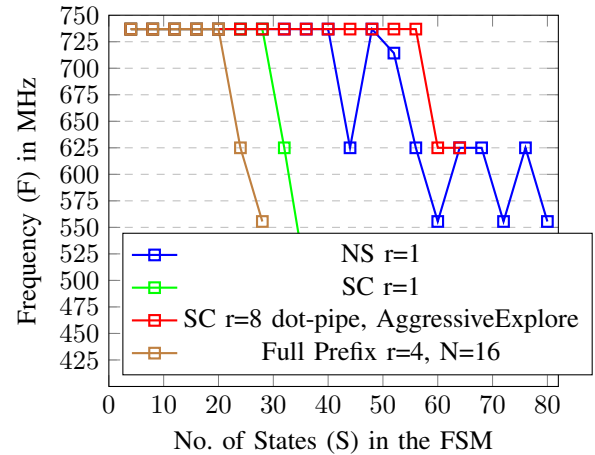 750
725
700
675
650
625
600
575
550
525
500
475
450
425
Frequency (F) in MHz
NS r=1
SC r=1
SC r=8 dot-pipe, AggressiveExplore
Full Prefix r=4, N=16
0 10 20 30 40 50 60 70 80
No. of States (S) in the FSM